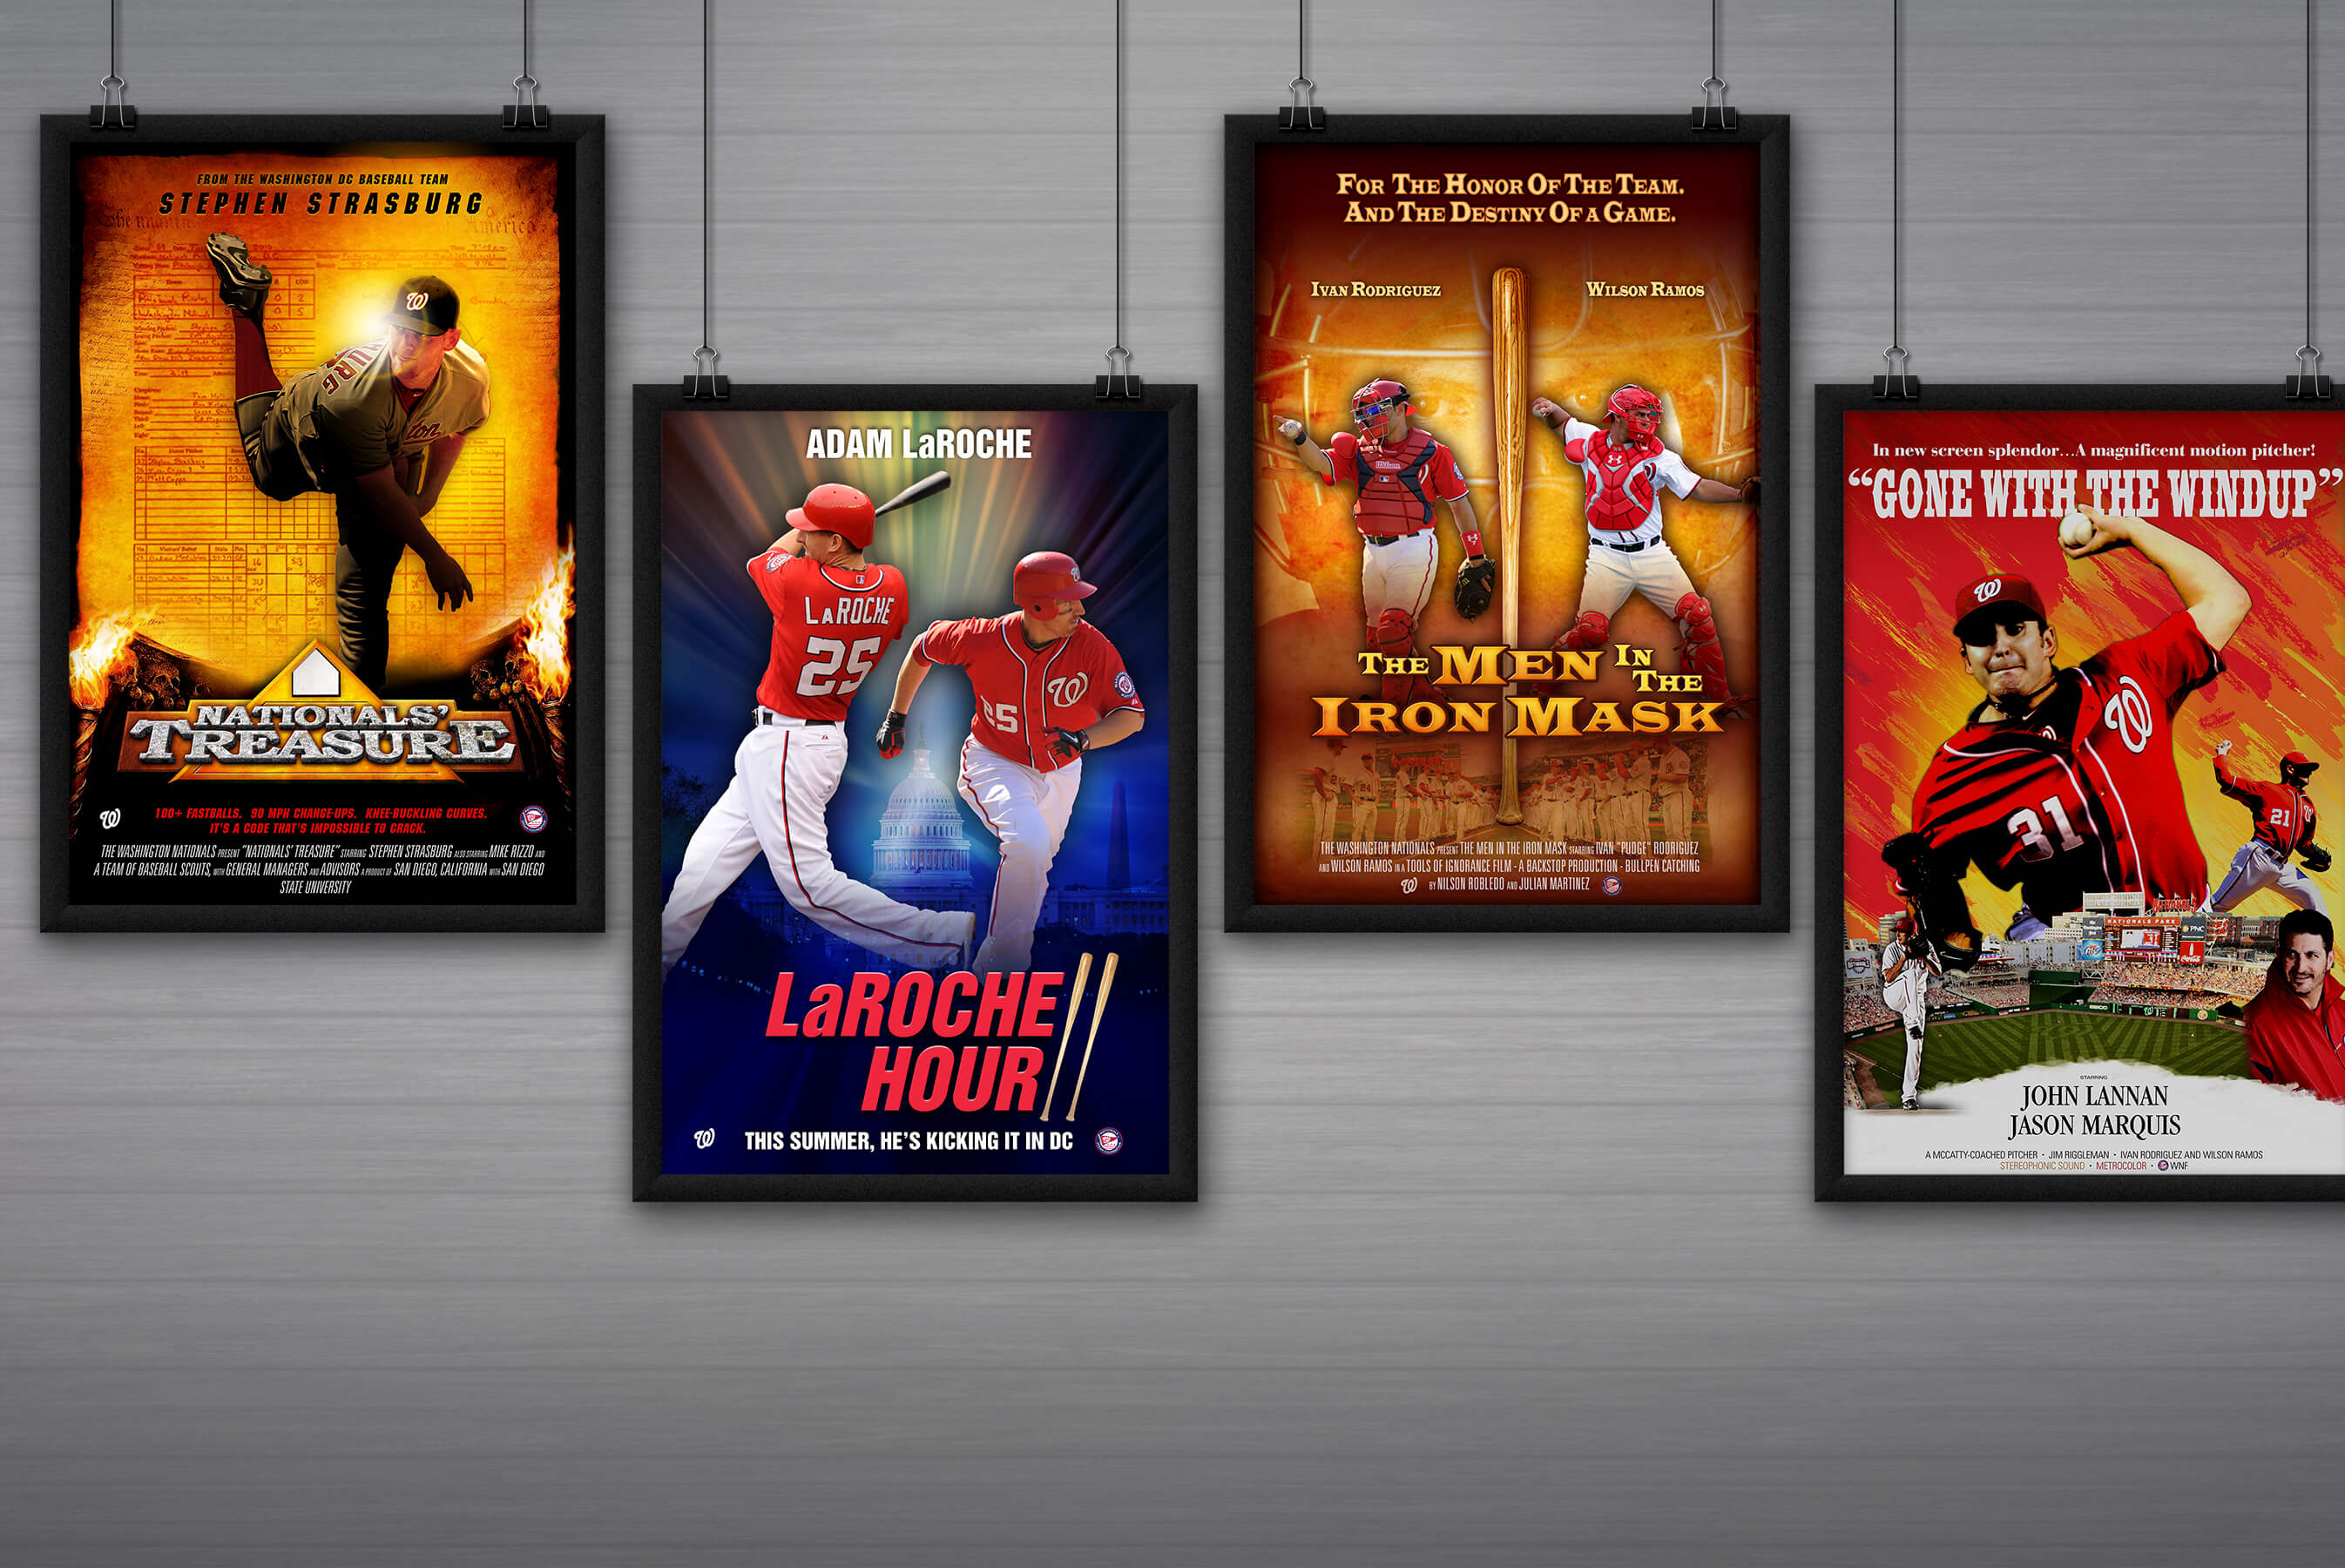 FROM THE WASHINGTON DC BASEBALL TEAM
STEPHEN STRASBURG
NATIONALS'
TREASURE
100+ FASTBALLS. 90 MPH CHANGE-UPS. KNEE-BUCKLING CURVES.
IT'S A CODE THAT'S IMPOSSIBLE TO CRACK.
THE WASHINGTON NATIONALS PRESENT "NATIONALS' TREASURE" STARRING STEPHEN STRASBURG ALSO STARRING MIKE RIZZO AND
A TEAM OF BASEBALL SCOUTS, WITH GENERAL MANAGERS AND ADVISORS A PRODUCT OF SAN DIEGO, CALIFORNIA WITH SAN DIEGO
STATE UNIVERSITY
ADAM LaROCHE
LAROCHE
25
LaROCHE
HOUR
THIS SUMMER, HE'S KICKING IT IN DC
FOR THE HONOR OF THE TEAM.
AND THE DESTINY OF A GAME.
IVAN RODRIGUEZ
WILSON RAMOS
THE MEN IN THE
IRON MASK
THE WASHINGTON NATIONALS PRESENT THE MEN IN THE IRON MASK STARRING IVAN "PUDGE" RODRIGUEZ
AND WILSON RAMOS IN A TOOLS OF IGNORANCE FILM - A BACKSTOP PRODUCTION - BULLPEN CATCHING
BY NILSON ROBLEDO AND JULIAN MARTINEZ
In new screen splendor...A magnificent motion pitcher!
"GONE WITH THE WINDUP"
31
21
NATIONALS PARK
PNC
STARRING
JOHN LANNAN
JASON MARQUIS
A MCCATTY-COACHED PITCHER • JIM RIGGLEMAN • IVAN RODRIGUEZ AND WILSON RAMOS
STEREOPHONIC SOUND • METROCOLOR • WNF